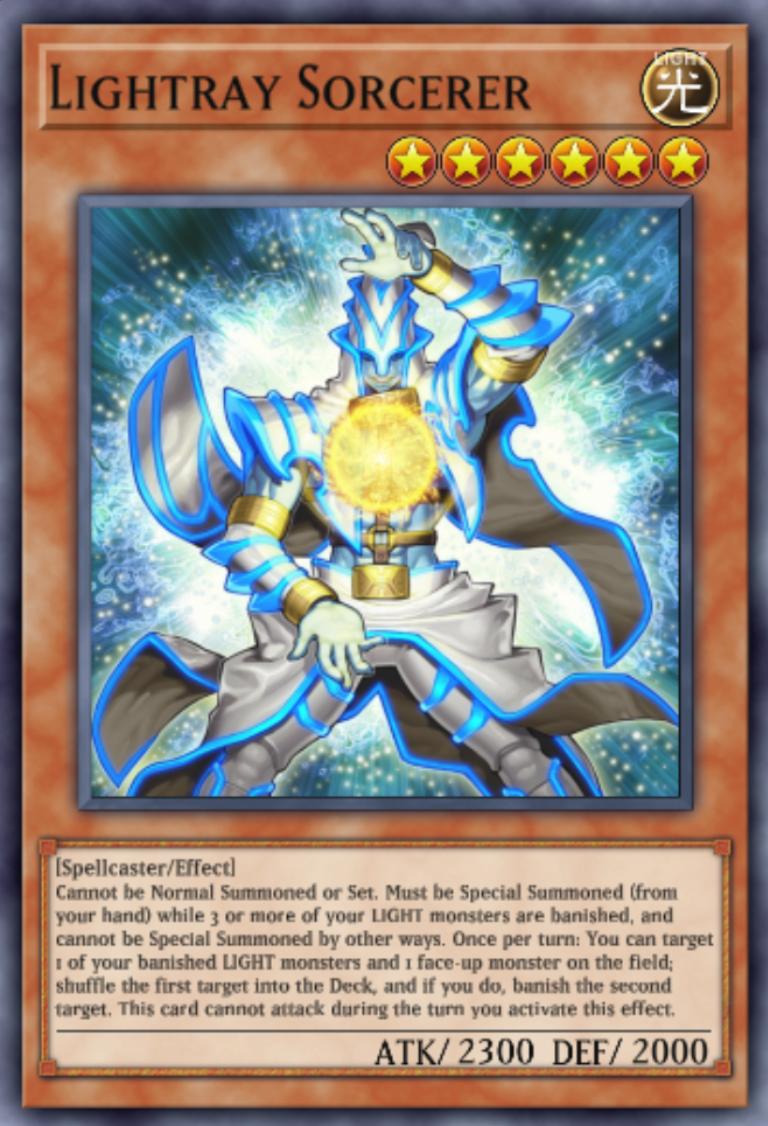 LIGHTRAY SORCERER
LIGHT
光
[Spellcaster/Effect]
Cannot be Normal Summoned or Set. Must be Special Summoned (from
your hand) while 3 or more of your LIGHT monsters are banished, and
cannot be Special Summoned by other ways. Once per turn: You can target
1 of your banished LIGHT monsters and 1 face-up monster on the field;
shuffle the first target into the Deck, and if you do, banish the second
target. This card cannot attack during the turn you activate this effect.
ATK/ 2300 DEF/ 2000